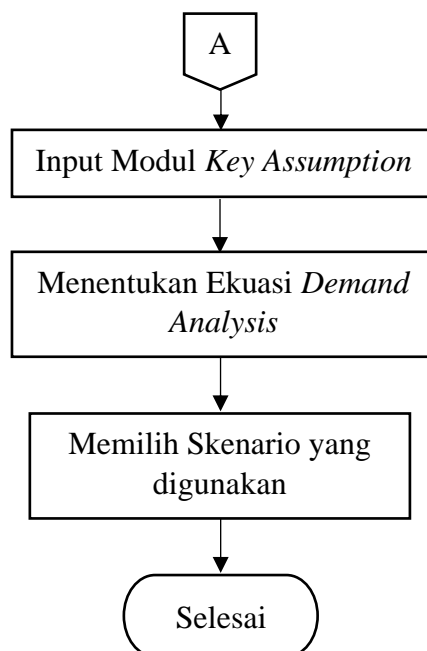 A
Input Modul Key Assumption
Menentukan Ekuasi Demand
Analysis
Memilih Skenario yang
digunakan
Selesai